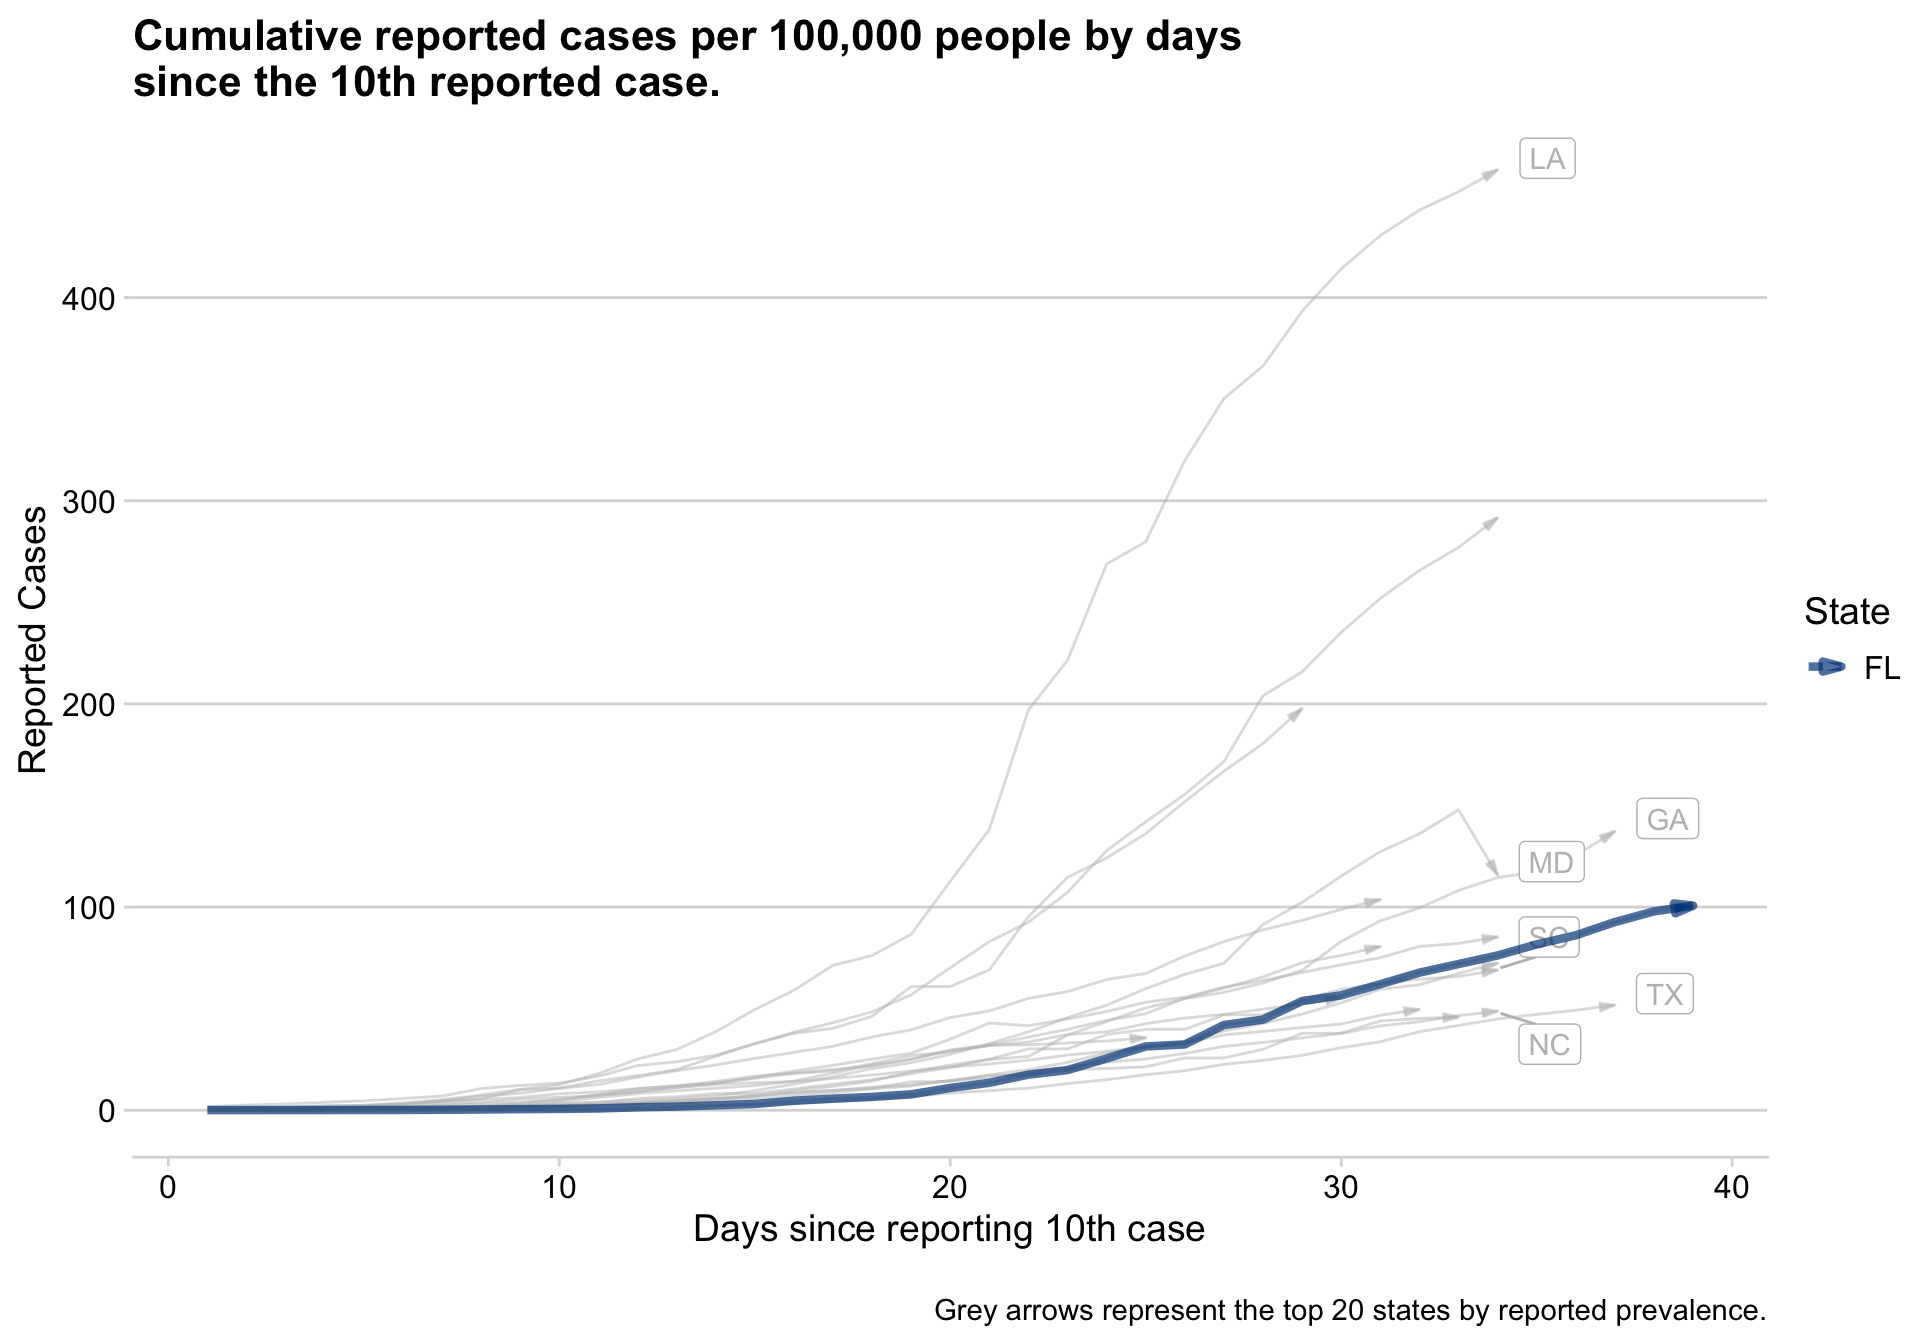 Cumulative reported cases per 100,000 people by days
since the 10th reported case.
LA
400
300
200
100
0
Reported Cases
GA
MD
SC
TX
NC
State
FL
0 10 20 30 40
Days since reporting 10th case
Grey arrows represent the top 20 states by reported prevalence.